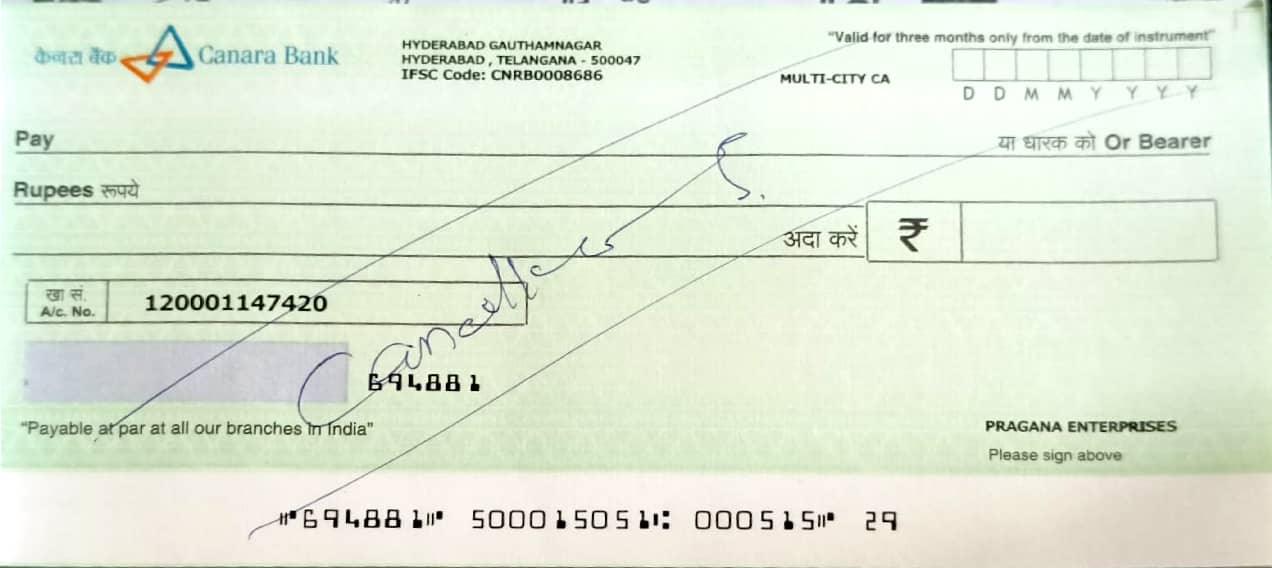 केनरा बैंक Canara Bank
HYDERABAD GAUTHAMNAGAR
HYDERABAD , TELANGANA - 500047
IFSC Code: CNRB0008686
"Valid for three months only from the date of instrument"
MULTI-CITY CA
D D M M Y Y Y Y
Pay या धारक को Or Bearer
Rupees रूपये
अदा करें ₹
खा सं.
A/c. No. 120001147420
Cancelled.
694881
"Payable at par at all our branches in India"
PRAGANA ENTERPRISES
Please sign above
⑈694881⑈ 500015051⑆ 000515⑈ 29